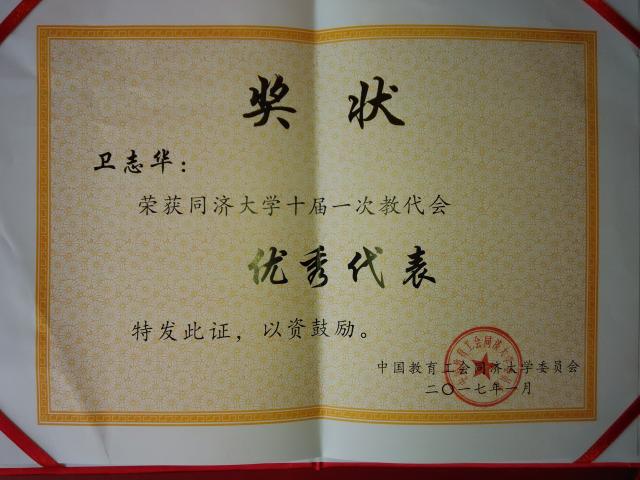 奖状
卫志华：
荣获同济大学十届一次教代会
优秀代表
特发此证，以资鼓励。
中国教育工会同济大学委员会
二〇一七年一月